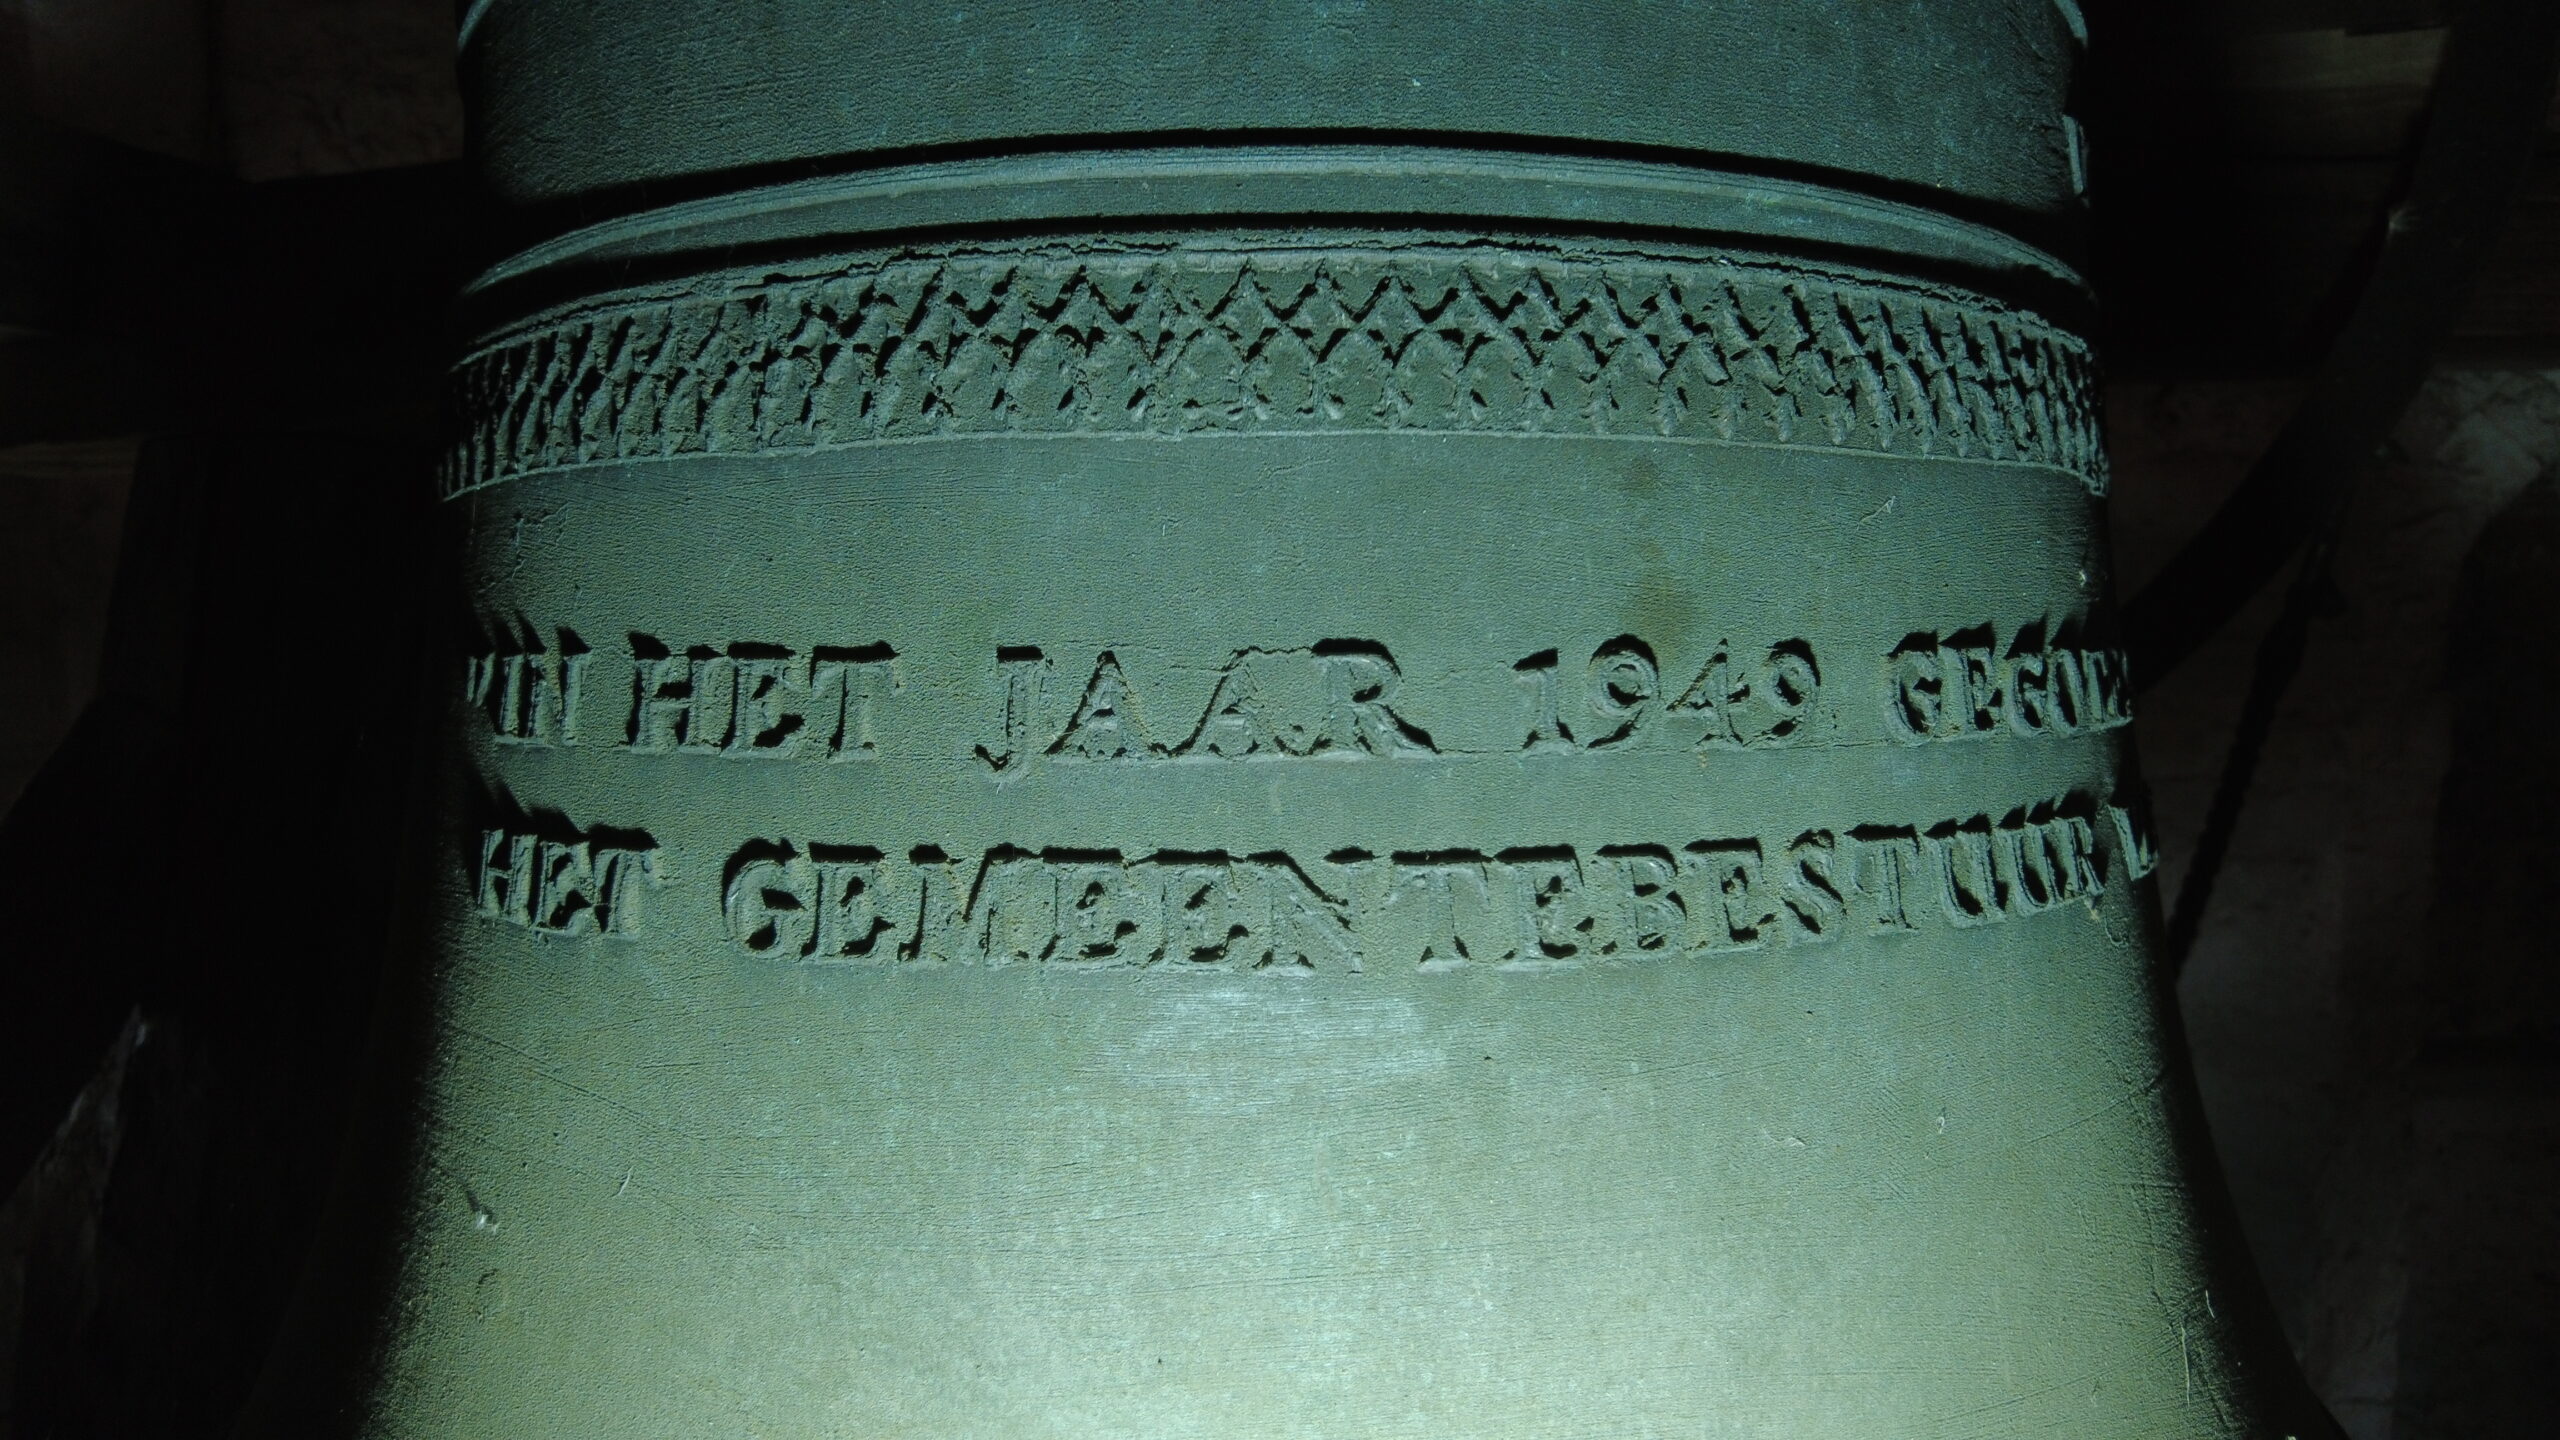 IN HET JAAR 1949
HET GEMEENTEBESTUUR